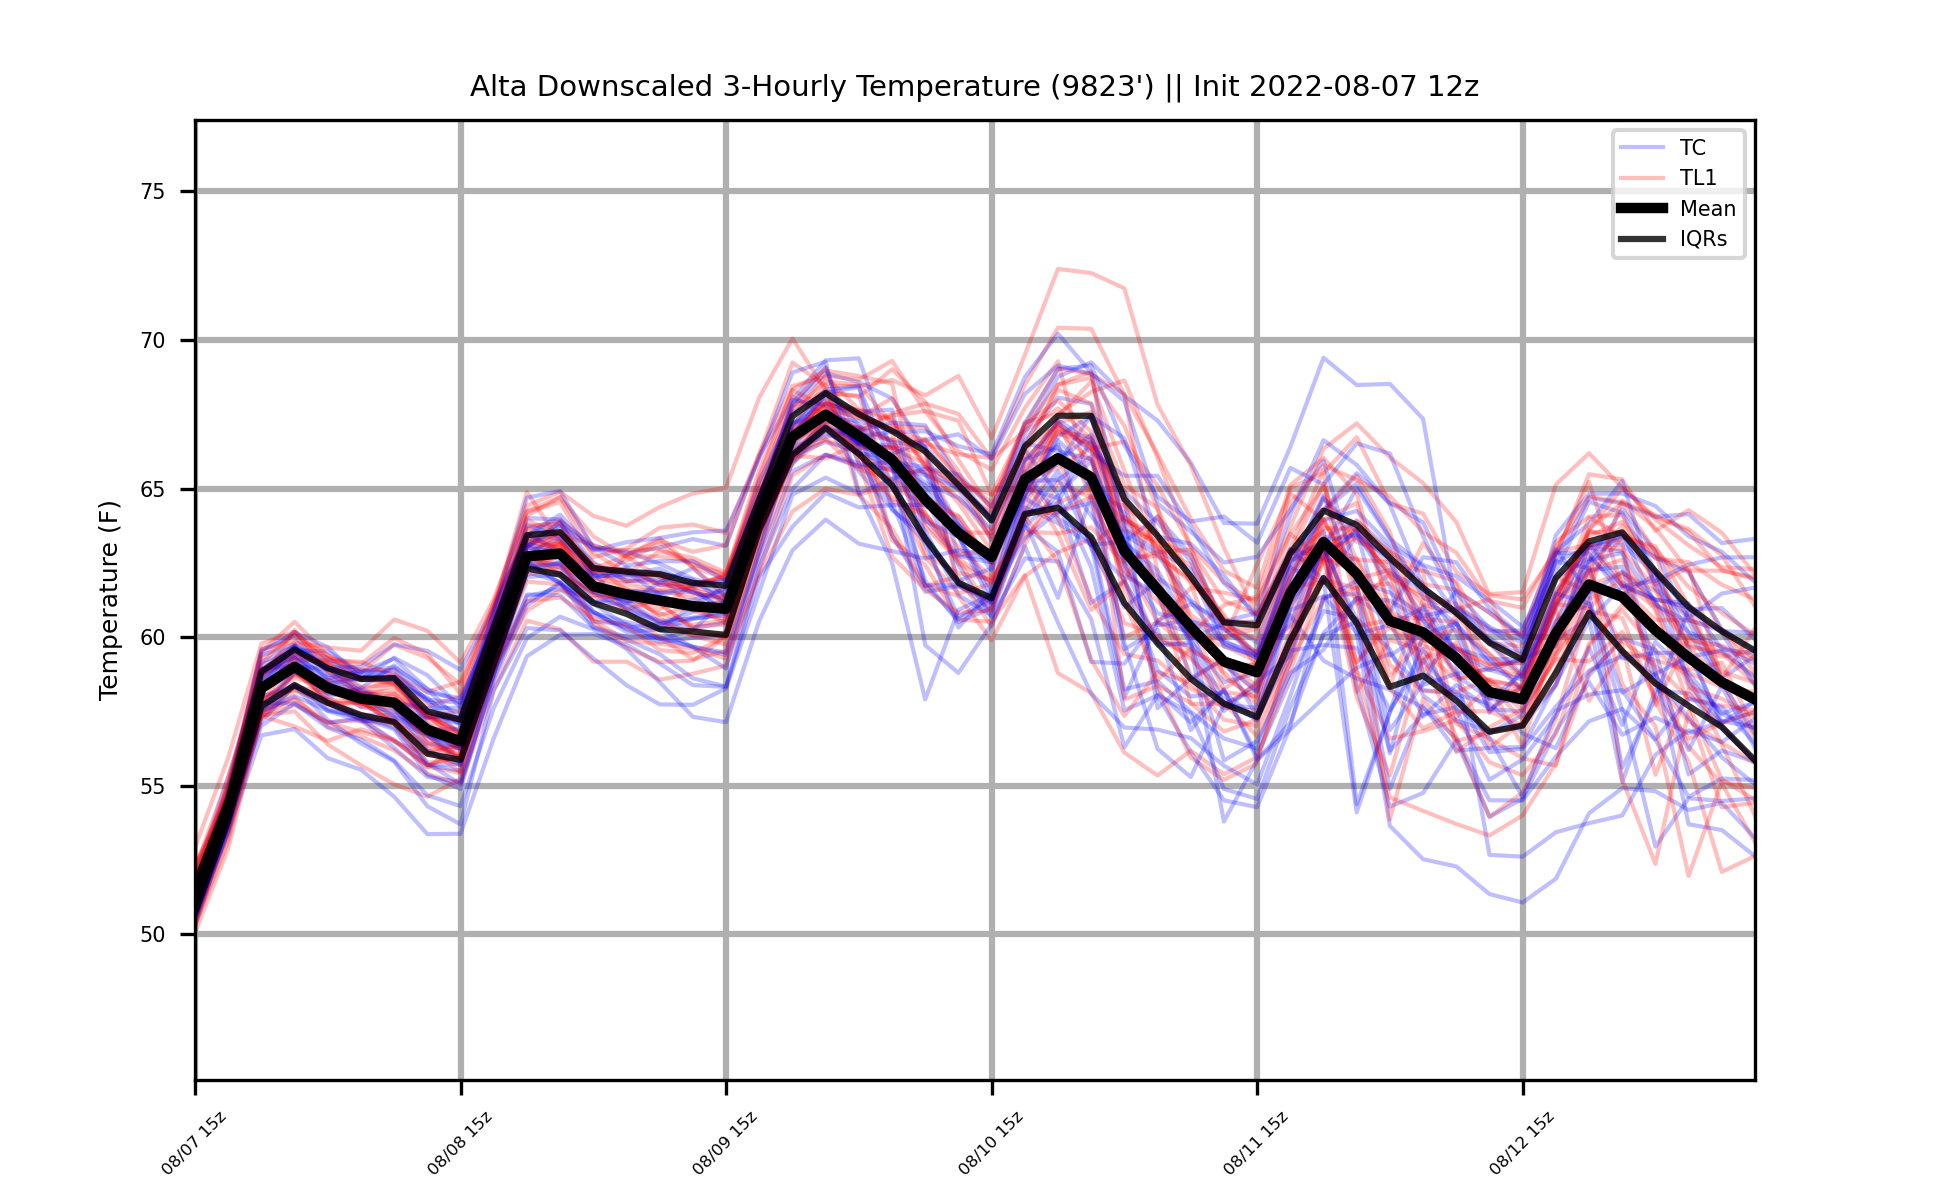 Alta Downscaled 3-Hourly Temperature (9823') || Init 2022-08-07 12z
TC
TL1
Mean
IQRs
Temperature (F)
75
70
65
60
55
50
08/07 15z
08/08 15z
08/09 15z
08/10 15z
08/11 15z
08/12 15z